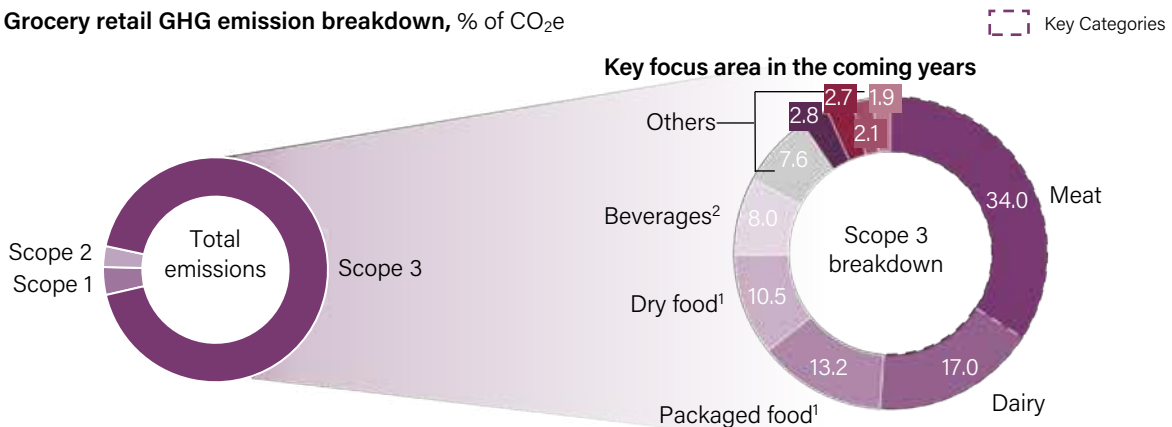 Grocery retail GHG emission breakdown, % of CO₂e
Key Categories
Key focus area in the coming years
Others
2.8
2.7
1.9
2.1
7.6
34.0
Meat
Beverages²
8.0
Scope 3
breakdown
Total
emissions
Scope 2
Scope 1
Scope 3
Dry food¹
10.5
13.2
17.0
Dairy
Packaged food¹